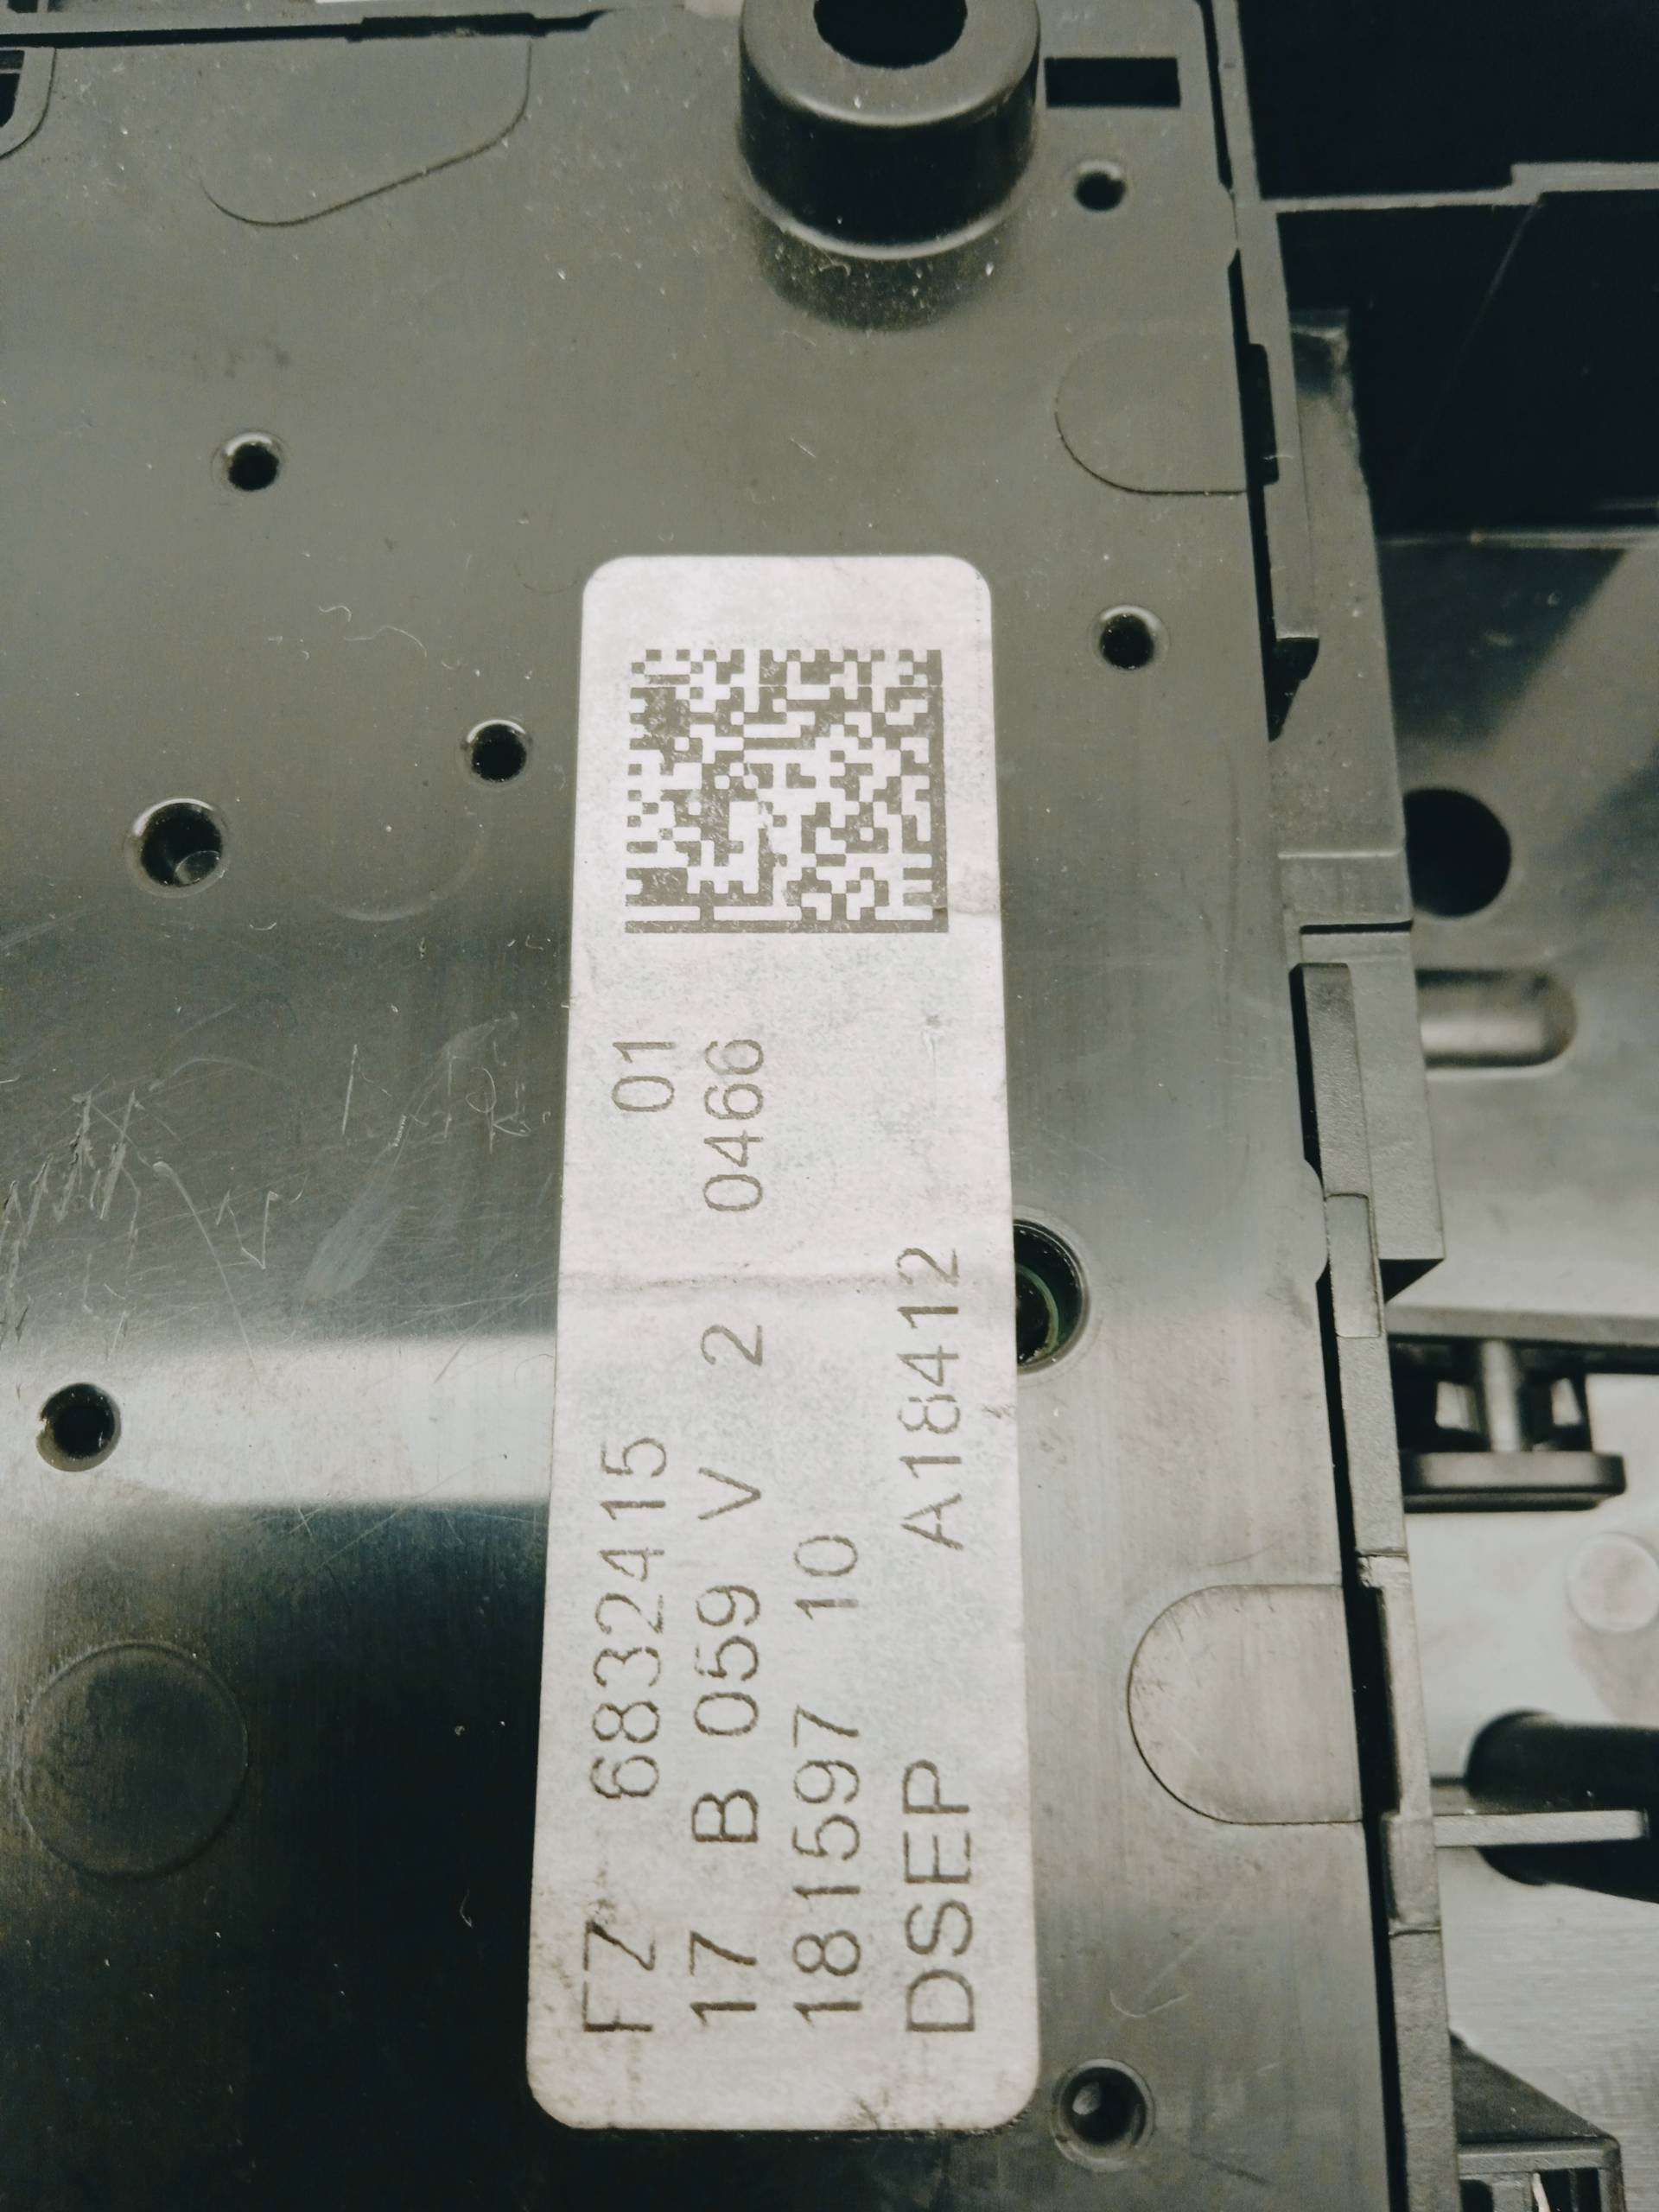 FZ 6832415 01
17 B 059 V 2 0466
181597 10
DSEP A18412